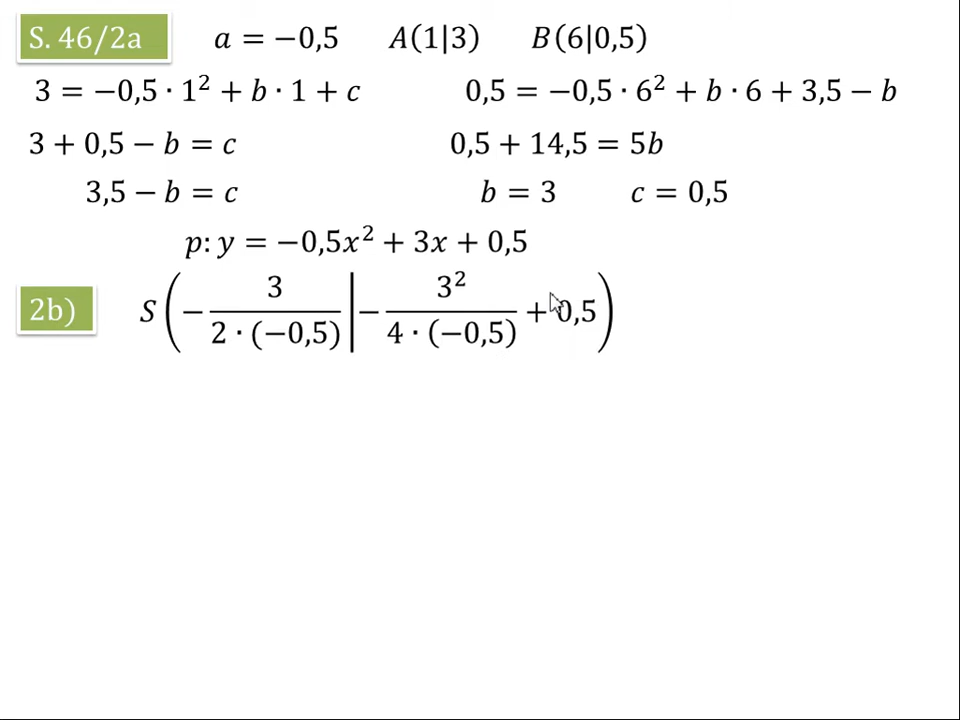 S. 46/2a a = −0,5 A(1|3) B(6|0,5)
3 = −0,5 · 1² + b · 1 + c 0,5 = −0,5 · 6² + b · 6 + 3,5 − b
3 + 0,5 − b = c 0,5 + 14,5 = 5b
3,5 − b = c b = 3 c = 0,5
p: y = −0,5x² + 3x + 0,5
2b) S(−3/(2 · (−0,5)) | −3²/(4 · (−0,5)) + 0,5)